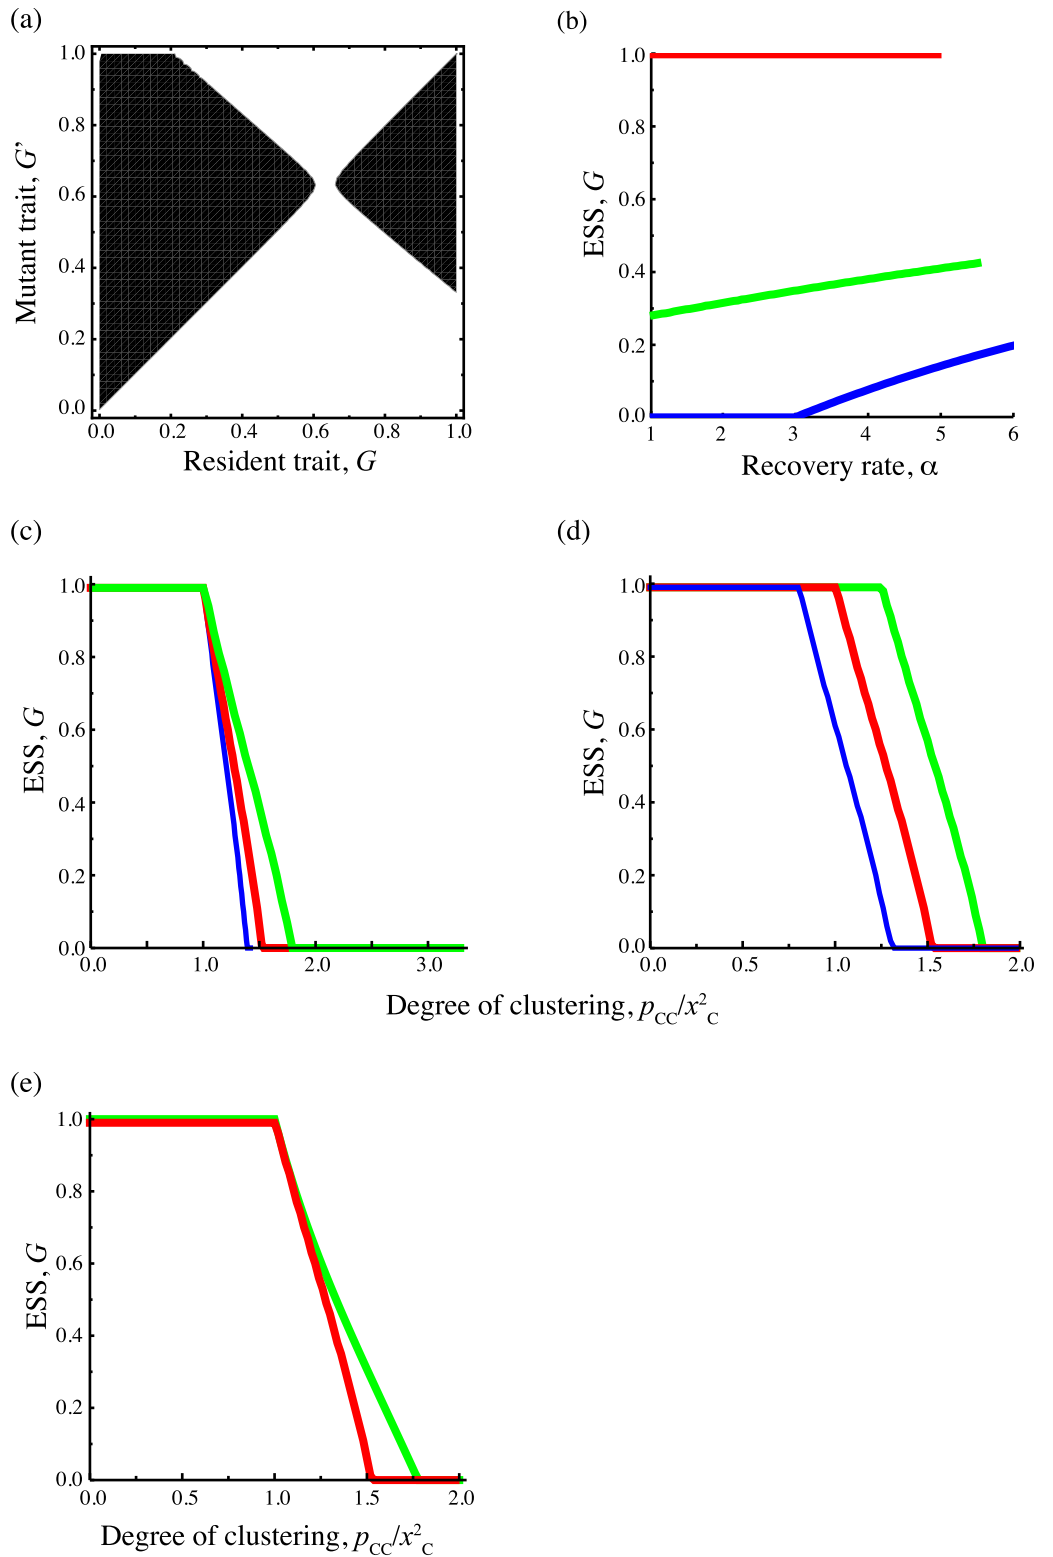 (a)
1.0
0.8
0.6
0.4
0.2
0.0
Mutant trait, G’
0.0 0.2 0.4 0.6 0.8 1.0
Resident trait, G
(b)
1.0
0.8
0.6
0.4
0.2
0.0
ESS, G
1 2 3 4 5 6
Recovery rate, α
(c)
1.0
0.8
0.6
0.4
0.2
0.0
ESS, G
0.0 1.0 2.0 3.0
(d)
1.0
0.8
0.6
0.4
0.2
0.0
ESS, G
0.0 0.5 1.0 1.5 2.0
Degree of clustering, p_CC/x²_C
(e)
1.0
0.8
0.6
0.4
0.2
0.0
ESS, G
0.0 0.5 1.0 1.5 2.0
Degree of clustering, p_CC/x²_C